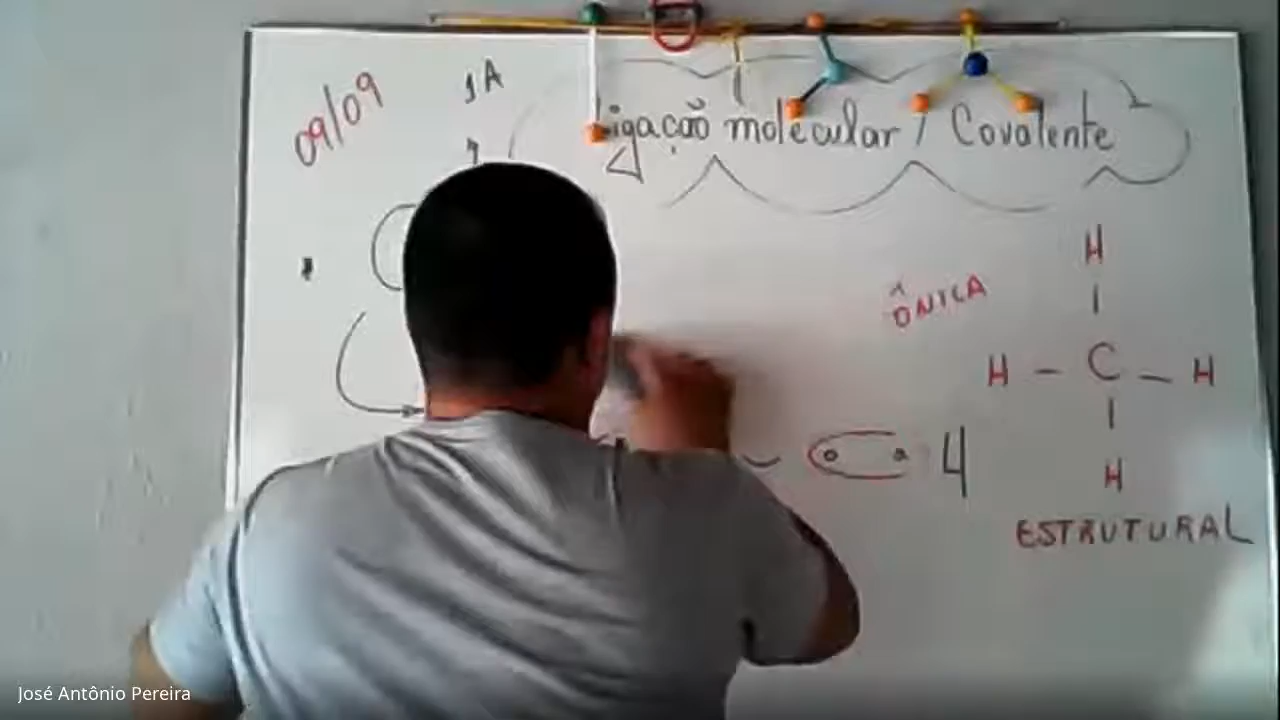 09/09
1A
Ligação molecular / Covalente
H
ÔNICA
H - C - H
4
H
ESTRUTURAL
José Antônio Pereira